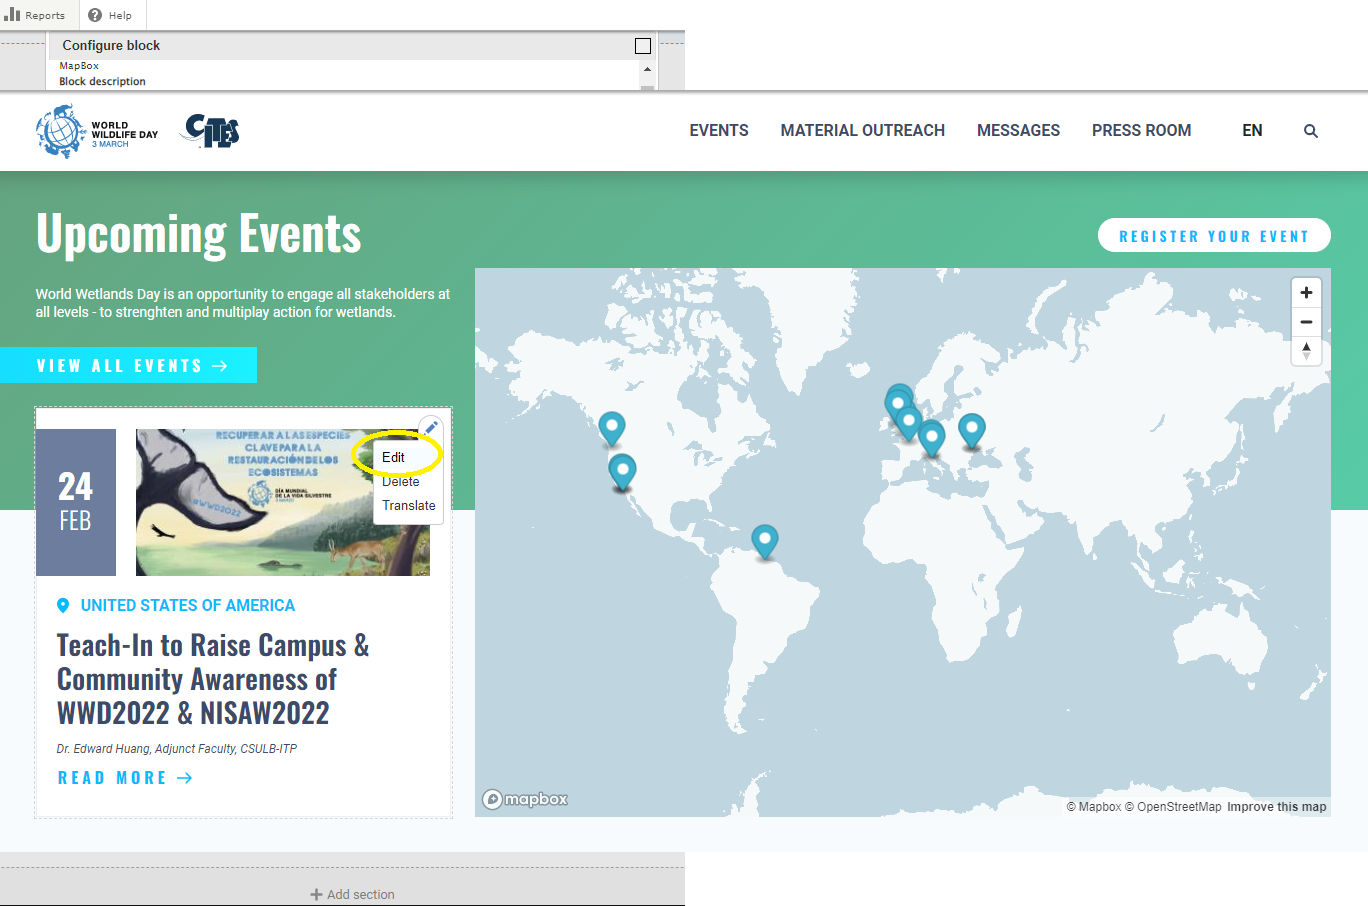 Reports
Help
Configure block
MapBox
Block description
WORLD
WILDLIFE DAY
3 MARCH
CITES
EVENTS
MATERIAL OUTREACH
MESSAGES
PRESS ROOM
EN
Upcoming Events
REGISTER YOUR EVENT
World Wetlands Day is an opportunity to engage all stakeholders at
all levels - to strenghten and multiplay action for wetlands.
VIEW ALL EVENTS
24
FEB
RECUPERAR A LAS ESPECIES
CLAVE PARA LA
RESTAURACIÓN DE LOS
ECOSISTEMAS
DÍA MUNDIAL
DE LA VIDA SILVESTRE
#WWD2022
Edit
Delete
Translate
UNITED STATES OF AMERICA
Teach-In to Raise Campus &
Community Awareness of
WWD2022 & NISAW2022
Dr. Edward Huang, Adjunct Faculty, CSULB-ITP
READ MORE
mapbox
© Mapbox © OpenStreetMap Improve this map
Add section